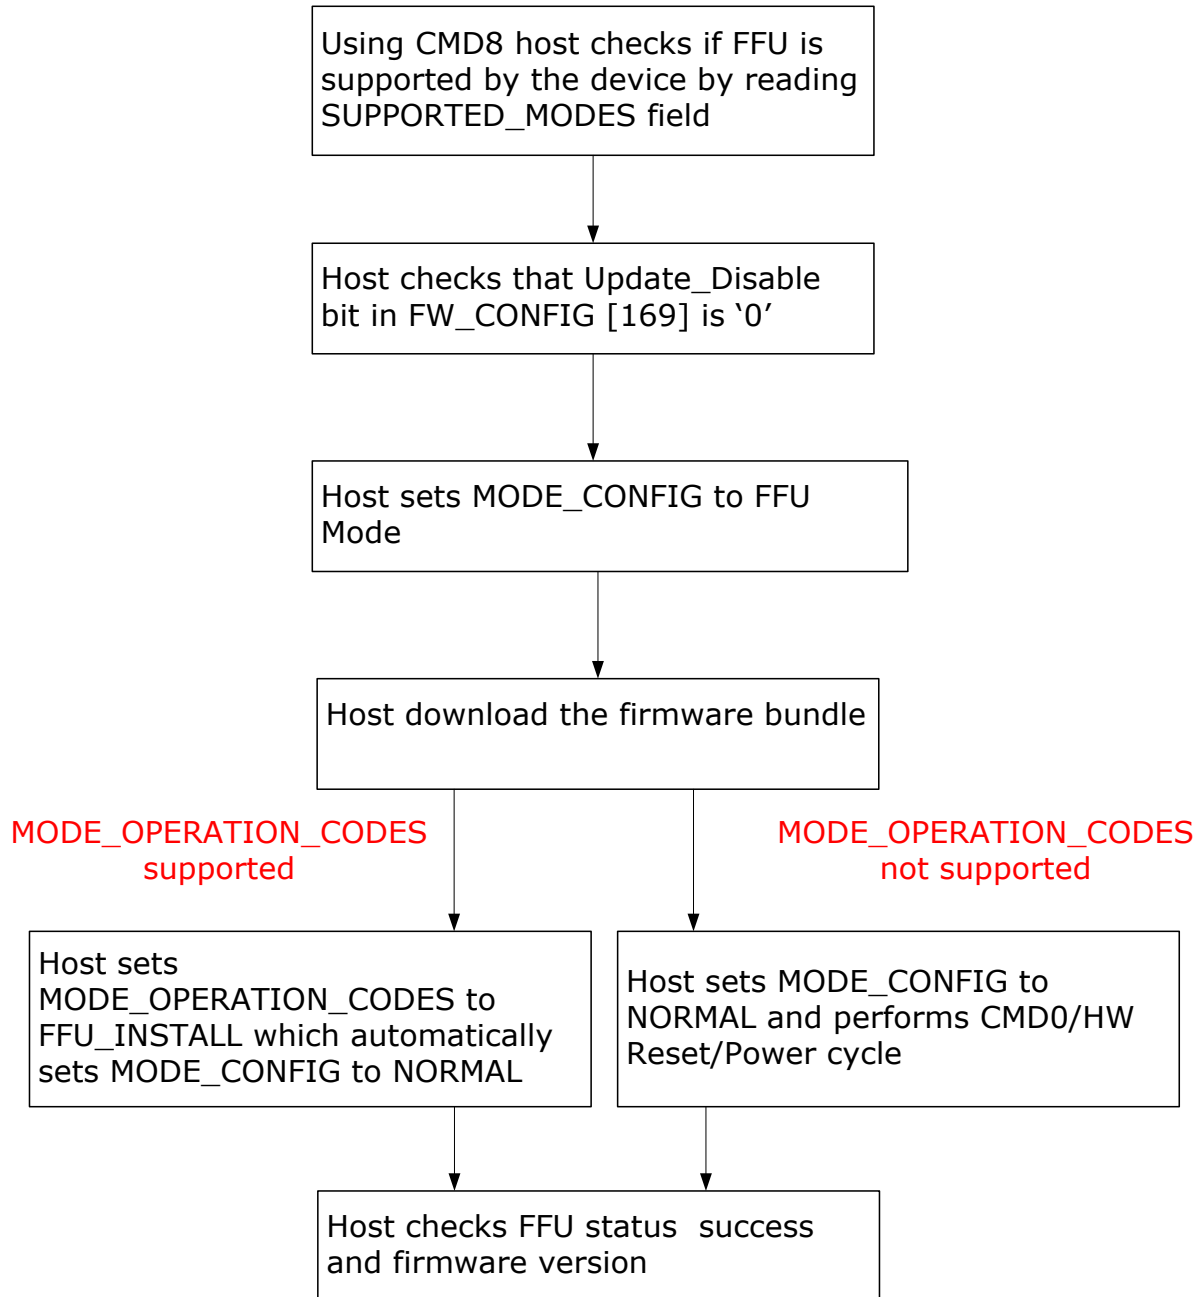 Using CMD8 host checks if FFU is
supported by the device by reading
SUPPORTED_MODES field
Host checks that Update_Disable
bit in FW_CONFIG [169] is ‘0’
Host sets MODE_CONFIG to FFU
Mode
Host download the firmware bundle
MODE_OPERATION_CODES
supported
MODE_OPERATION_CODES
not supported
Host sets
MODE_OPERATION_CODES to
FFU_INSTALL which automatically
sets MODE_CONFIG to NORMAL
Host sets MODE_CONFIG to
NORMAL and performs CMD0/HW
Reset/Power cycle
Host checks FFU status  success
and firmware version